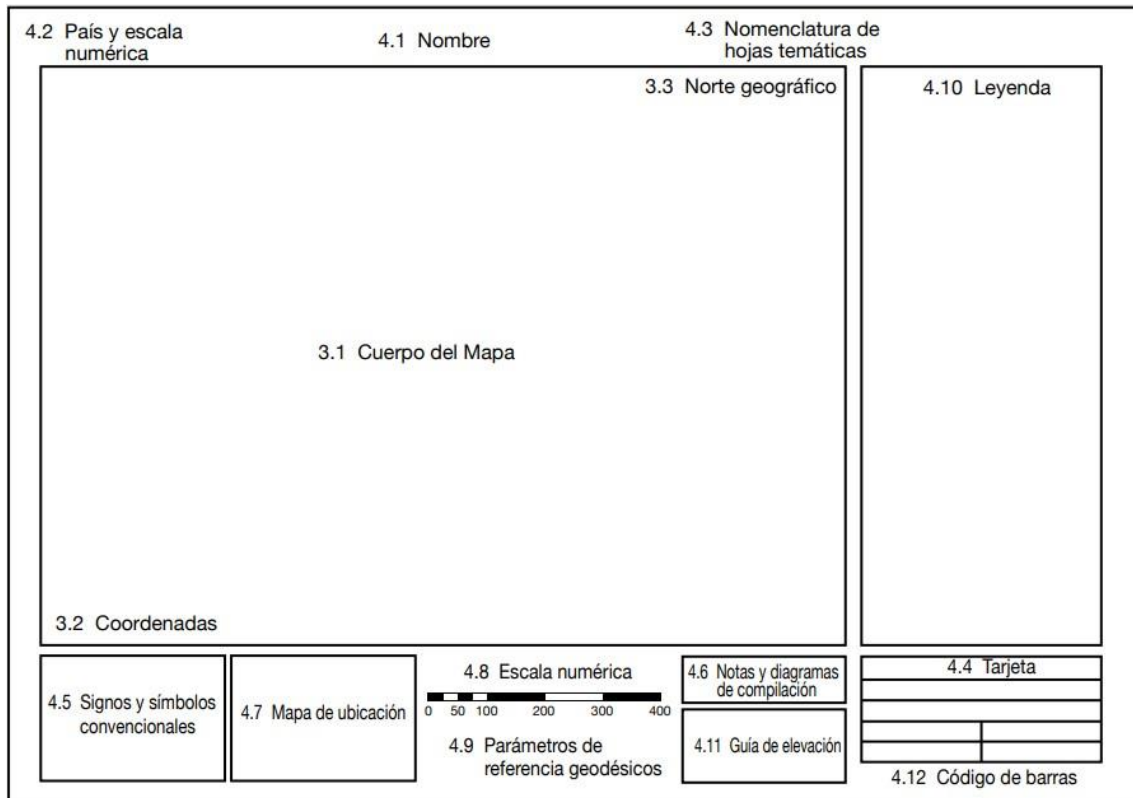 4.2 País y escala
numérica
4.1 Nombre
4.3 Nomenclatura de
hojas temáticas
3.3 Norte geográfico
4.10 Leyenda
3.1 Cuerpo del Mapa
3.2 Coordenadas
4.5 Signos y símbolos
convencionales
4.7 Mapa de ubicación
4.8 Escala numérica
0 50 100 200 300 400
4.9 Parámetros de
referencia geodésicos
4.6 Notas y diagramas
de compilación
4.11 Guía de elevación
4.4 Tarjeta
4.12 Código de barras